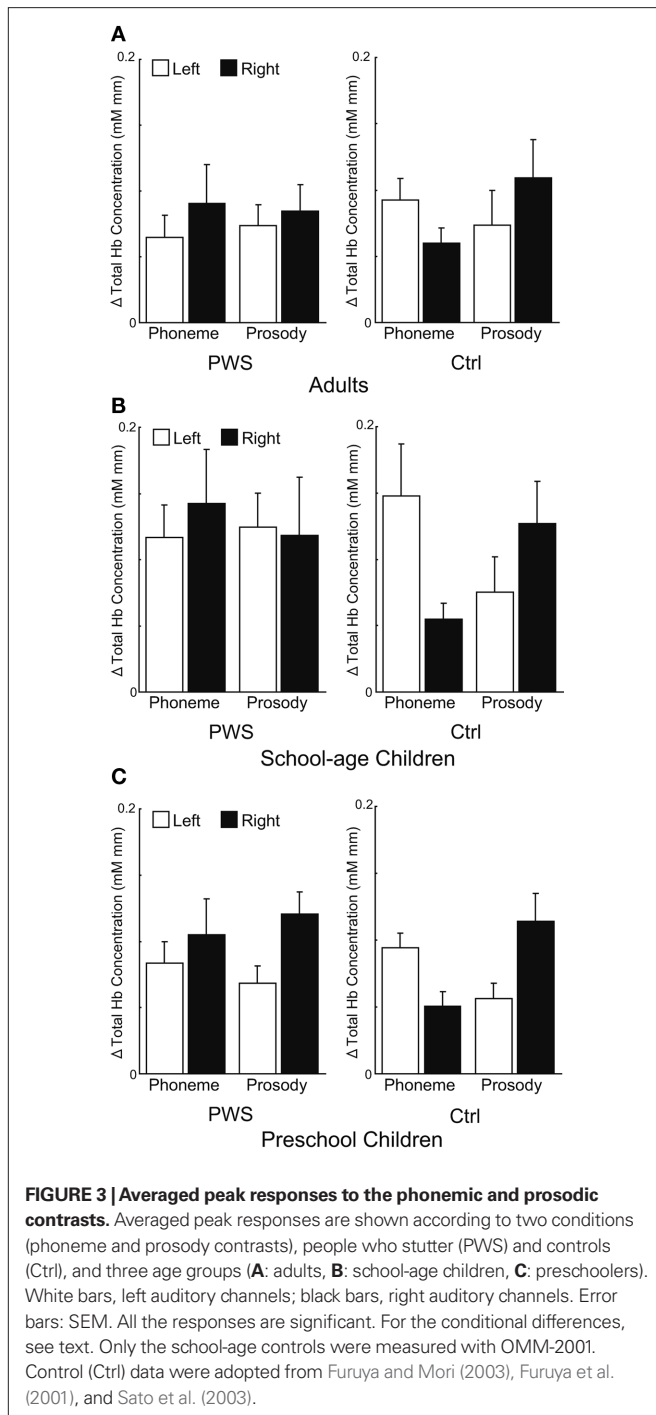 A
0.2
Left Right
Δ Total Hb Concentration (mM mm)
0
Phoneme Prosody
PWS
Δ Total Hb Concentration (mM mm)
0
Phoneme Prosody
Ctrl
Adults
B
0.2
Left Right
Δ Total Hb Concentration (mM mm)
0
Phoneme Prosody
PWS
0.2
Δ Total Hb Concentration (mM mm)
0
Phoneme Prosody
Ctrl
School-age Children
C
0.2
Left Right
Δ Total Hb Concentration (mM mm)
0
Phoneme Prosody
PWS
0.2
Δ Total Hb Concentration (mM mm)
0
Phoneme Prosody
Ctrl
Preschool Children
FIGURE 3 | Averaged peak responses to the phonemic and prosodic
contrasts. Averaged peak responses are shown according to two conditions
(phoneme and prosody contrasts), people who stutter (PWS) and controls
(Ctrl), and three age groups (A: adults, B: school-age children, C: preschoolers).
White bars, left auditory channels; black bars, right auditory channels. Error
bars: SEM. All the responses are significant. For the conditional differences,
see text. Only the school-age controls were measured with OMM-2001.
Control (Ctrl) data were adopted from Furuya and Mori (2003), Furuya et al.
(2001), and Sato et al. (2003).